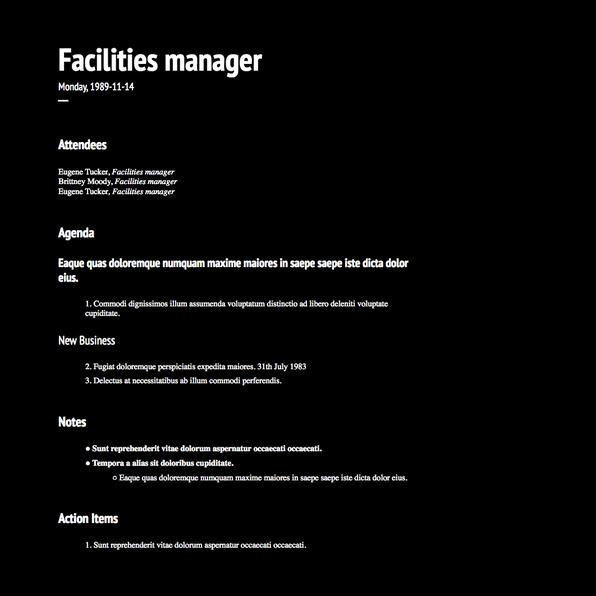 Facilities manager
Monday, 1989-11-14
Attendees
Eugene Tucker, Facilities manager
Brittney Moody, Facilities manager
Eugene Tucker, Facilities manager
Agenda
Eaque quas doloremque numquam maxime maiores in saepe saepe iste dicta dolor
eius.
1. Commodi dignissimos illum assumenda voluptatum distinctio ad libero deleniti voluptate
cupiditate.
New Business
2. Fugiat doloremque perspiciatis expedita maiores. 31th July 1983
3. Delectus at necessitatibus ab illum commodi perferendis.
Notes
● Sunt reprehenderit vitae dolorum aspernatur occaecati occaecati.
● Tempora a alias sit doloribus cupiditate.
○ Eaque quas doloremque numquam maxime maiores in saepe saepe iste dicta dolor eius.
Action Items
1. Sunt reprehenderit vitae dolorum aspernatur occaecati occaecati.